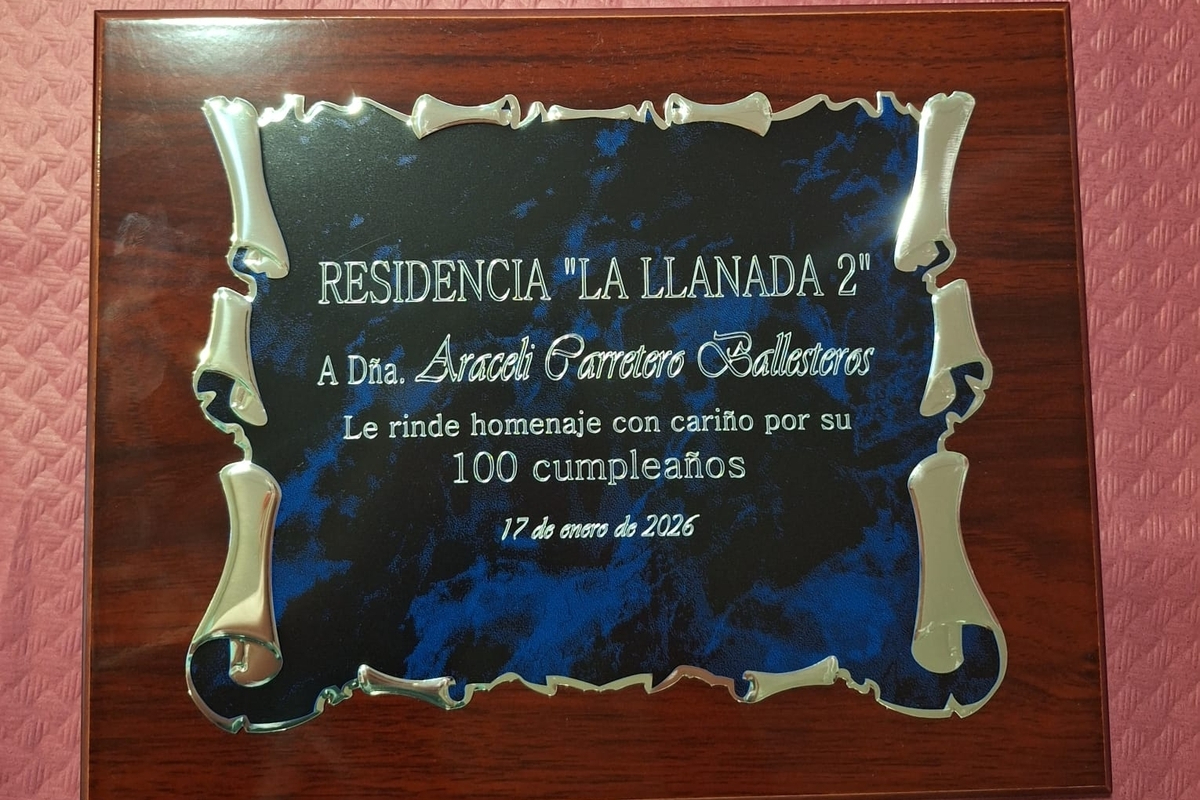 RESIDENCIA "LA LLANADA 2"
A Dña. Araceli Carretero Ballesteros
Le rinde homenaje con cariño por su
100 cumpleaños
17 de enero de 2026